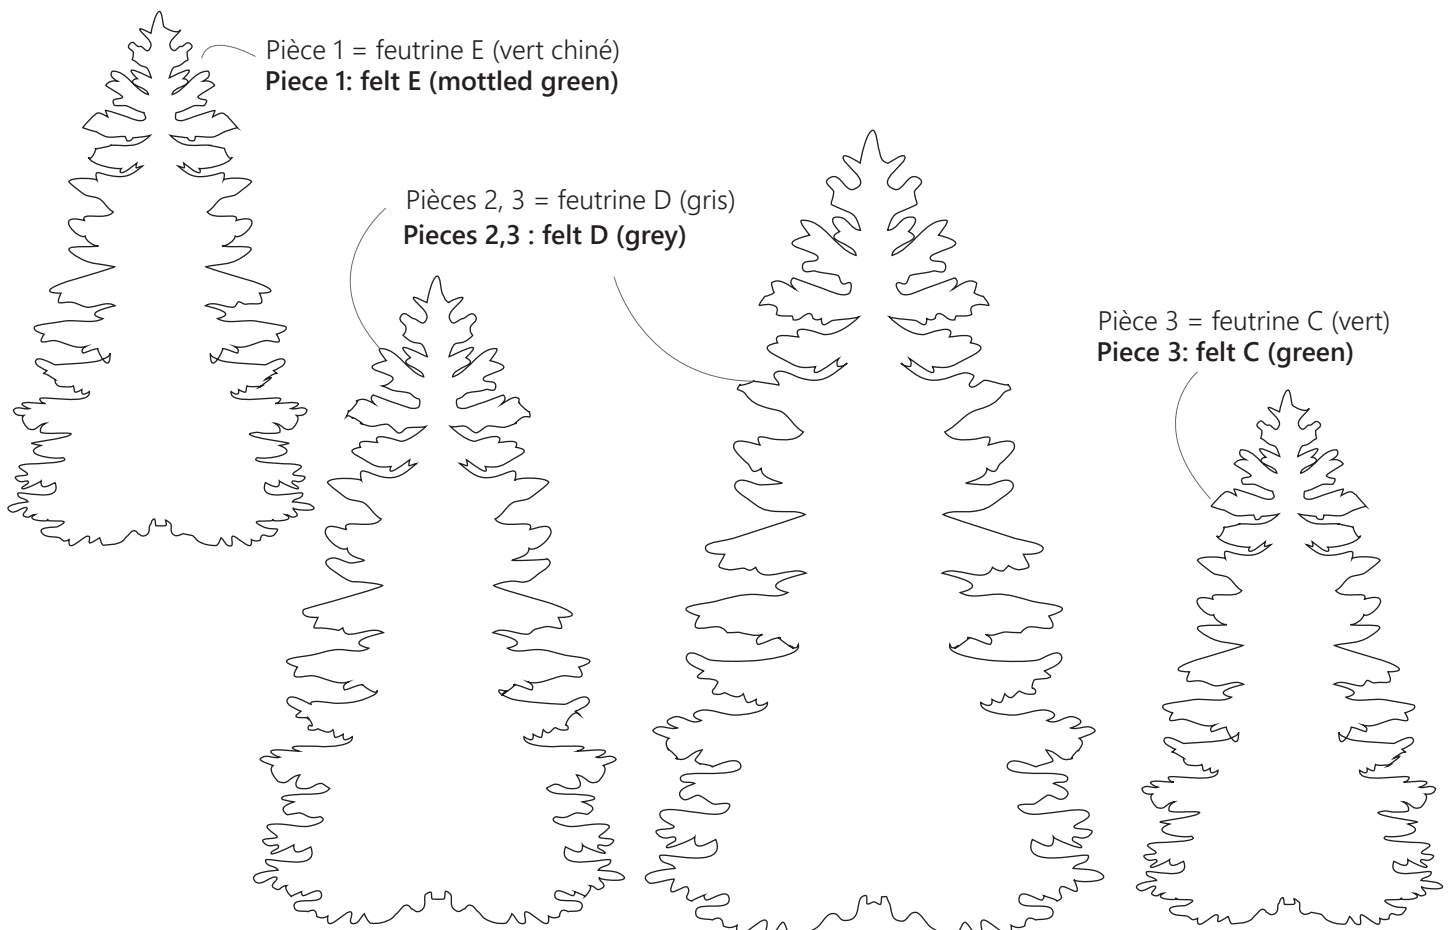 Pièce 1 = feutrine E (vert chiné)
Piece 1: felt E (mottled green)
Pièces 2, 3 = feutrine D (gris)
Pieces 2,3 : felt D (grey)
Pièce 3 = feutrine C (vert)
Piece 3: felt C (green)